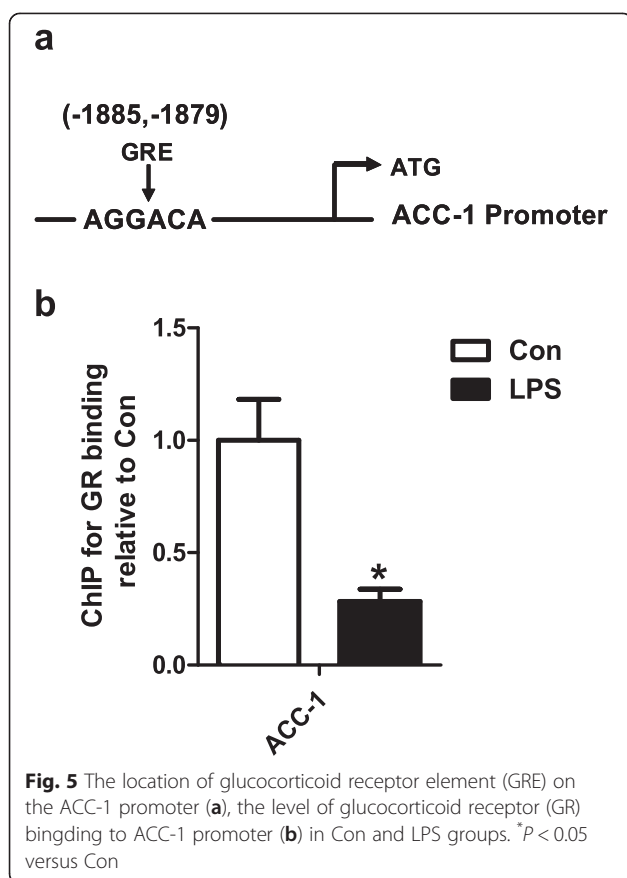 a
(-1885,-1879)
GRE
ATG
AGGACA
ACC-1 Promoter
b
ChIP for GR binding
relative to Con
1.5
1.0
0.5
0.0
*
ACC-1
Con
LPS
Fig. 5 The location of glucocorticoid receptor element (GRE) on
the ACC-1 promoter (a), the level of glucocorticoid receptor (GR)
bingding to ACC-1 promoter (b) in Con and LPS groups. *P < 0.05
versus Con